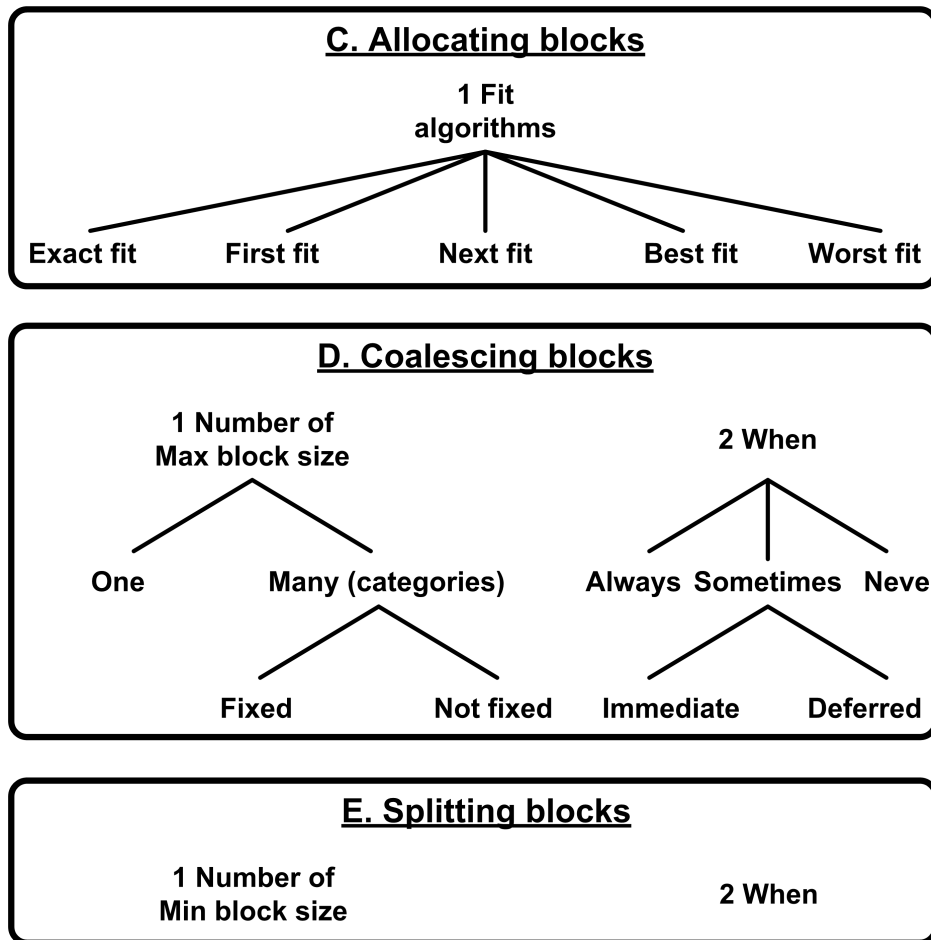 C. Allocating blocks
1 Fit
algorithms
Exact fit First fit Next fit Best fit Worst fit
D. Coalescing blocks
1 Number of
Max block size
2 When
One Many (categories) Always Sometimes Neve
Fixed Not fixed Immediate Deferred
E. Splitting blocks
1 Number of
Min block size
2 When